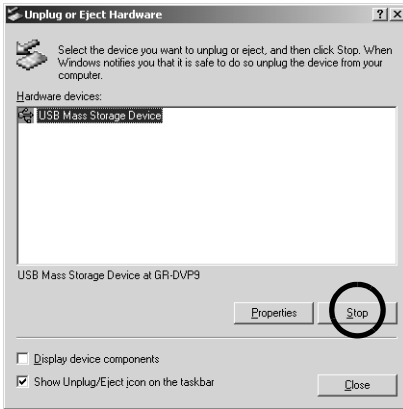 Unplug or Eject Hardware
Select the device you want to unplug or eject, and then click Stop. When
Windows notifies you that it is safe to do so unplug the device from your
computer.
Hardware devices:
USB Mass Storage Device
USB Mass Storage Device at GR-DVP9
Properties
Stop
Display device components
Show Unplug/Eject icon on the taskbar
Close